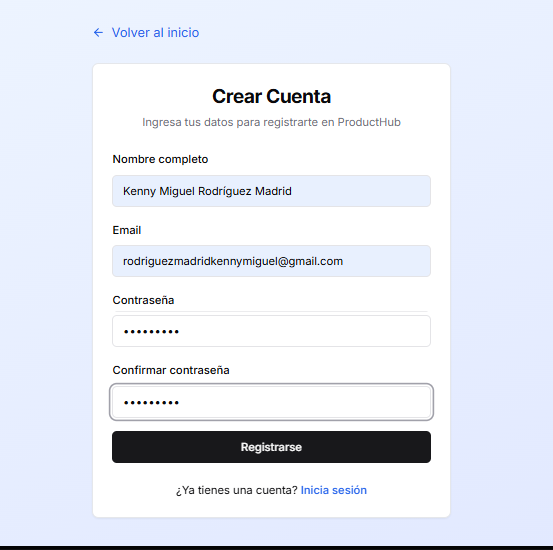 ← Volver al inicio
Crear Cuenta
Ingresa tus datos para registrarte en ProductHub
Nombre completo
Kenny Miguel Rodríguez Madrid
Email
rodriguezmadridkennymiguel@gmail.com
Contraseña
•••••••••
Confirmar contraseña
•••••••••
Registrarse
¿Ya tienes una cuenta? Inicia sesión